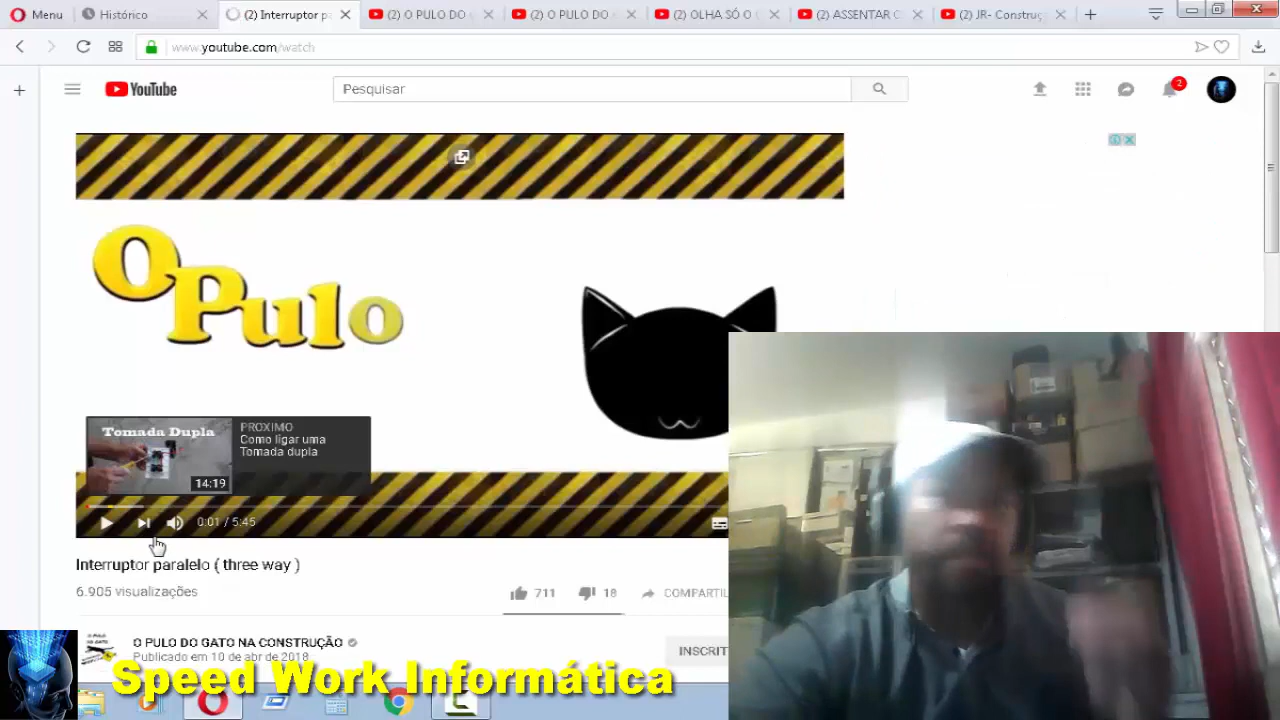 Menu
Histórico
(2) Interruptor pa
(2) O PULO DO
(2) O PULO DO
(2) OLHA SÓ O
(2) ASSENTAR C
(2) JR- Construç
www.youtube.com/watch
YouTube
Pesquisar
2
O Pulo
Tomada Dupla
14:19
PROXIMO
Como ligar uma
Tomada dupla
0:01 / 5:45
Interruptor paralelo ( three way )
6.905 visualizações
711
18
COMPARTIL
O PULO DO GATO NA CONSTRUÇÃO
Publicado em 10 de abr de 2018
INSCRIT
Speed Work Informática